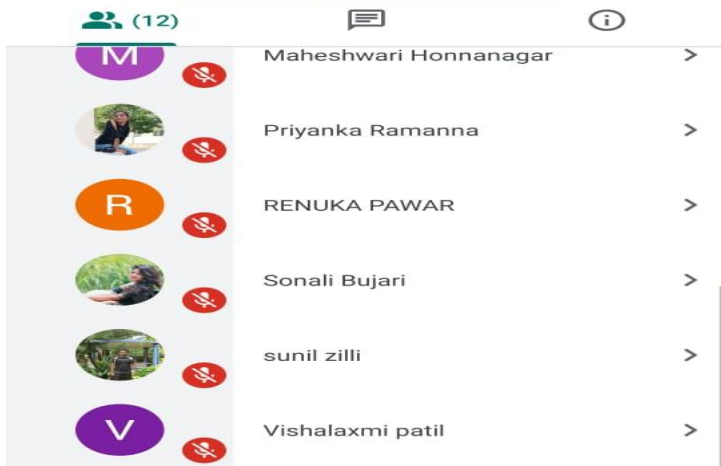 (12)
M
Maheshwari Honnanagar
Priyanka Ramanna
R
RENUKA PAWAR
Sonali Bujari
sunil zilli
V
Vishalaxmi patil